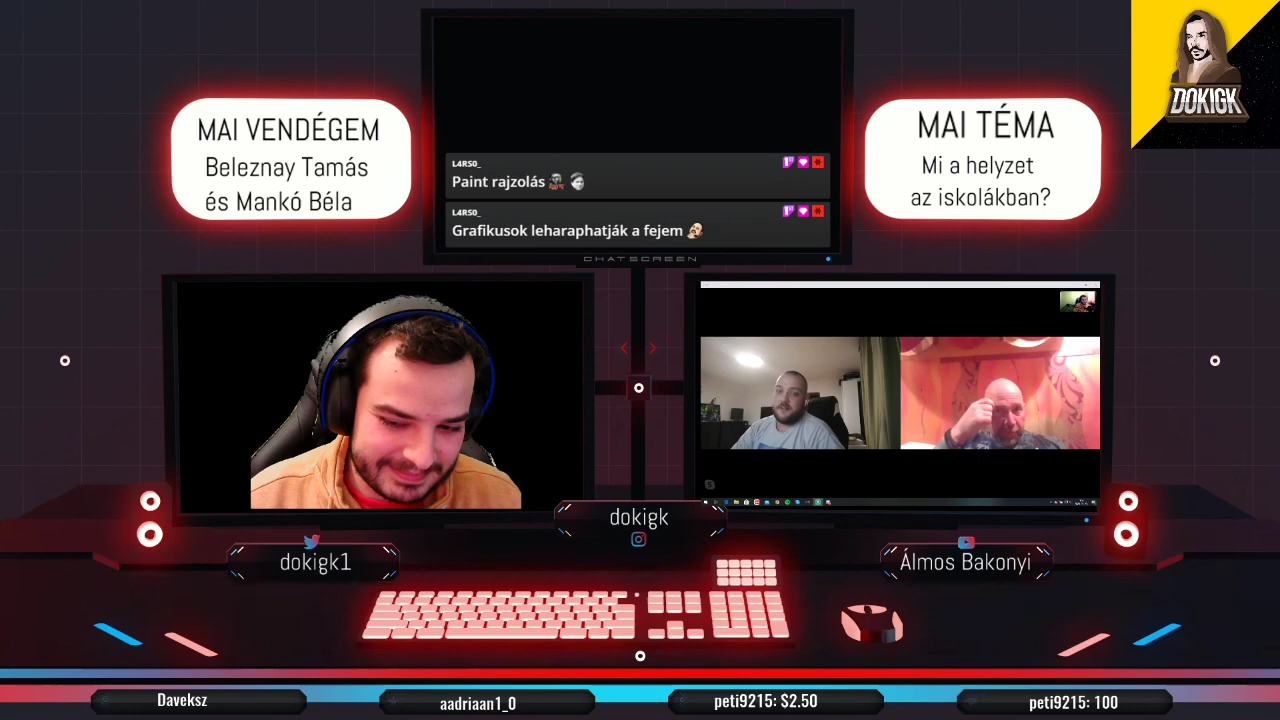 MAI VENDÉGEM
Beleznay Tamás
és Mankó Béla
L4RS0_
Paint rajzolás
L4RS0_
Grafikusok leharaphatják a fejem
CHATSCREEN
MAI TÉMA
Mi a helyzet
az iskolákban?
DOKIGK
dokigk1
dokigk
Álmos Bakonyi
Daveksz
aadriaan1_0
peti9215: $2.50
peti9215: 100